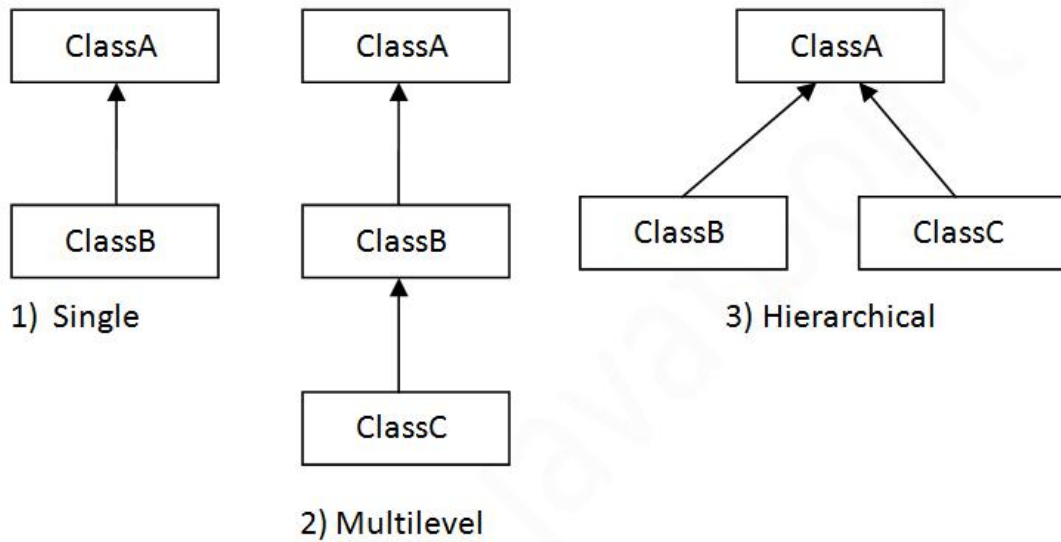 ClassA
ClassB
1) Single
ClassA
ClassB
ClassC
2) Multilevel
ClassA
ClassB
ClassC
3) Hierarchical